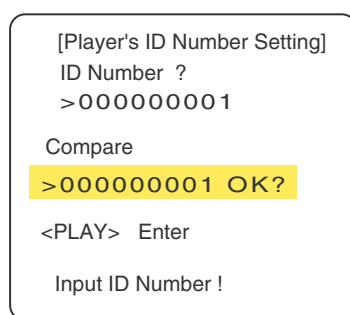 [Player's ID Number Setting]
ID Number ?
>000000001
Compare
>000000001 OK?
<PLAY> Enter
Input ID Number !